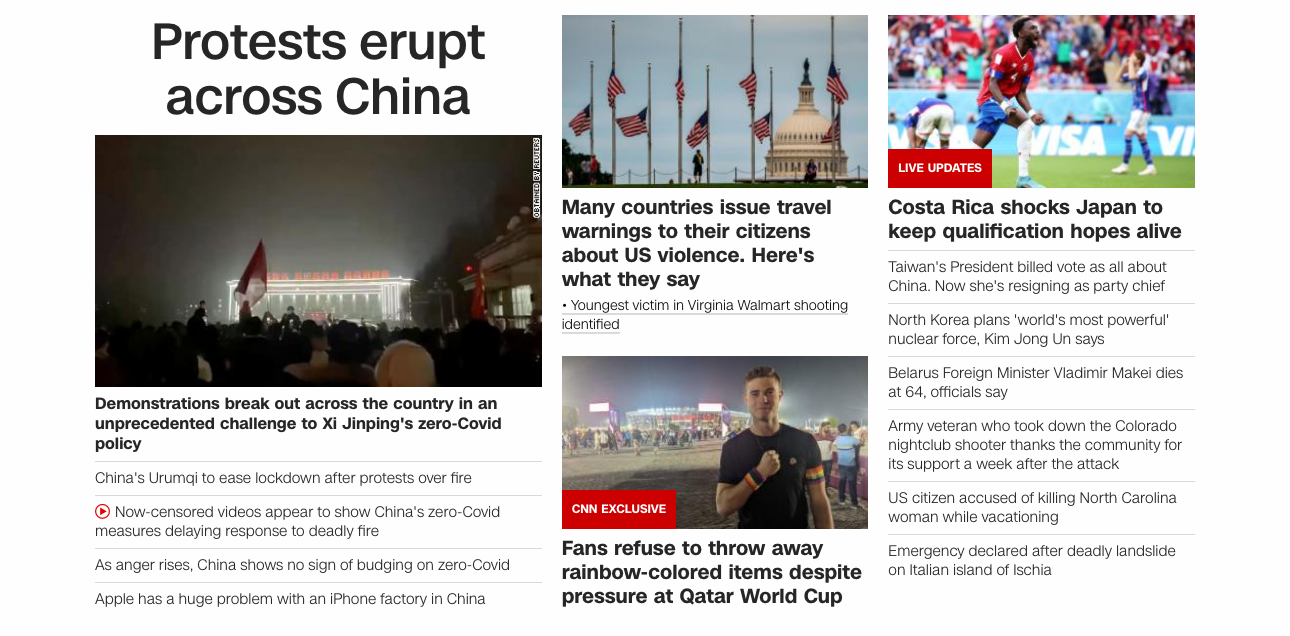 Protests erupt
across China
OBTAINED BY REUTERS
Demonstrations break out across the country in an
unprecedented challenge to Xi Jinping's zero-Covid
policy
China's Urumqi to ease lockdown after protests over fire
Now-censored videos appear to show China's zero-Covid
measures delaying response to deadly fire
As anger rises, China shows no sign of budging on zero-Covid
Apple has a huge problem with an iPhone factory in China
Many countries issue travel
warnings to their citizens
about US violence. Here's
what they say
• Youngest victim in Virginia Walmart shooting
identified
CNN EXCLUSIVE
Fans refuse to throw away
rainbow-colored items despite
pressure at Qatar World Cup
VISA
LIVE UPDATES
Costa Rica shocks Japan to
keep qualification hopes alive
Taiwan's President billed vote as all about
China. Now she's resigning as party chief
North Korea plans 'world's most powerful'
nuclear force, Kim Jong Un says
Belarus Foreign Minister Vladimir Makei dies
at 64, officials say
Army veteran who took down the Colorado
nightclub shooter thanks the community for
its support a week after the attack
US citizen accused of killing North Carolina
woman while vacationing
Emergency declared after deadly landslide
on Italian island of Ischia